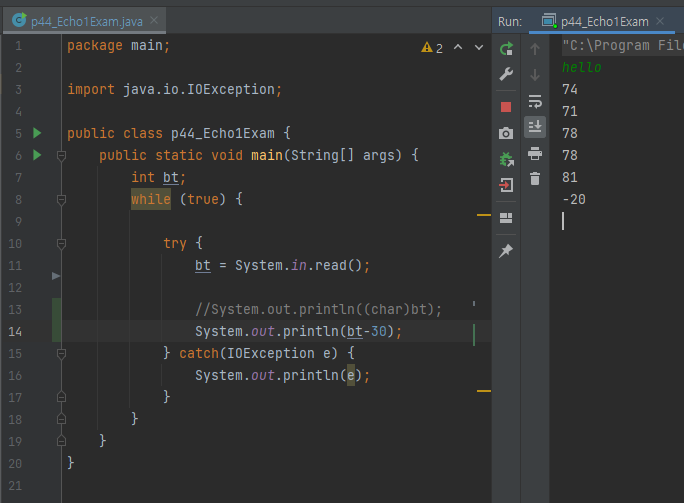 p44_Echo1Exam.java
Run: p44_Echo1Exam
1 package main;
2
3 import java.io.IOException;
4
5 public class p44_Echo1Exam {
6 public static void main(String[] args) {
7 int bt;
8 while (true) {
9
10 try {
11 bt = System.in.read();
12
13 //System.out.println((char)bt);
14 System.out.println(bt-30);
15 } catch(IOException e) {
16 System.out.println(e);
17 }
18 }
19 }
20 }
21
2
"C:\Program File
hello
74
71
78
78
81
-20